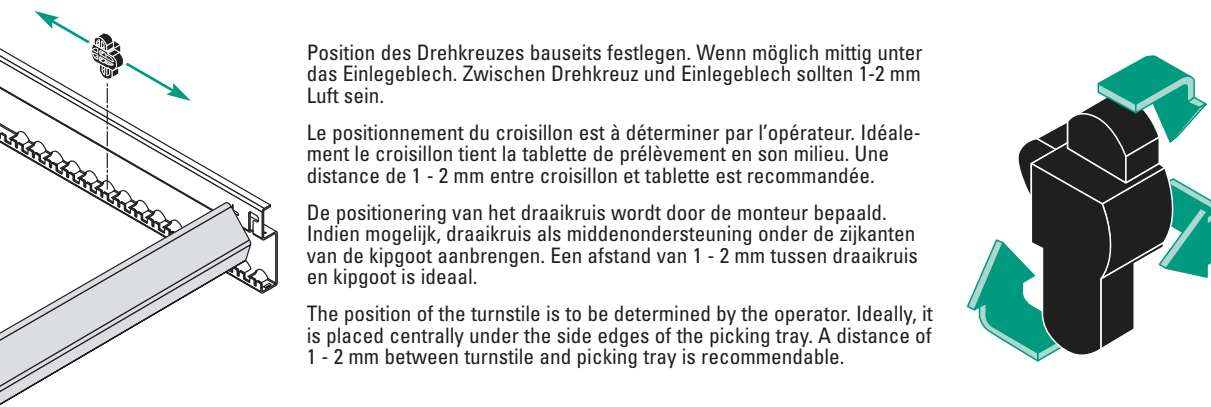 Position des Drehkreuzes bauseits festlegen. Wenn möglich mittig unter
das Einlegeblech. Zwischen Drehkreuz und Einlegeblech sollten 1-2 mm
Luft sein.
Le positionnement du croisillon est à déterminer par l'opérateur. Idéale-
ment le croisillon tient la tablette de prélèvement en son milieu. Une
distance de 1 - 2 mm entre croisillon et tablette est recommandée.
De positionering van het draaikruis wordt door de monteur bepaald.
Indien mogelijk, draaikruis als middenondersteuning onder de zijkanten
van de kipgoot aanbrengen. Een afstand van 1 - 2 mm tussen draaikruis
en kipgoot is ideaal.
The position of the turnstile is to be determined by the operator. Ideally, it
is placed centrally under the side edges of the picking tray. A distance of
1 - 2 mm between turnstile and picking tray is recommendable.